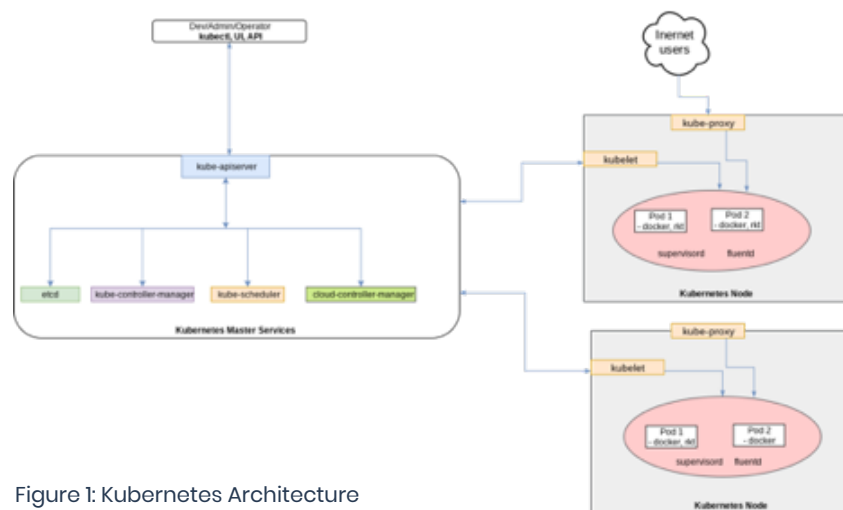 Dev/Admin/Operator
kubectl, UI, API
Inernet
users
kube-apiserver
etcd
kube-controller-manager
kube-scheduler
cloud-controller-manager
Kubernetes Master Services
kube-proxy
kubelet
Pod 1
- docker, rkt
Pod 2
- docker, rkt
supervisord
fluentd
Kubernetes Node
kube-proxy
kubelet
Pod 1
- docker, rkt
Pod 2
- docker
supervisord
fluentd
Kubernetes Node
Figure 1: Kubernetes Architecture